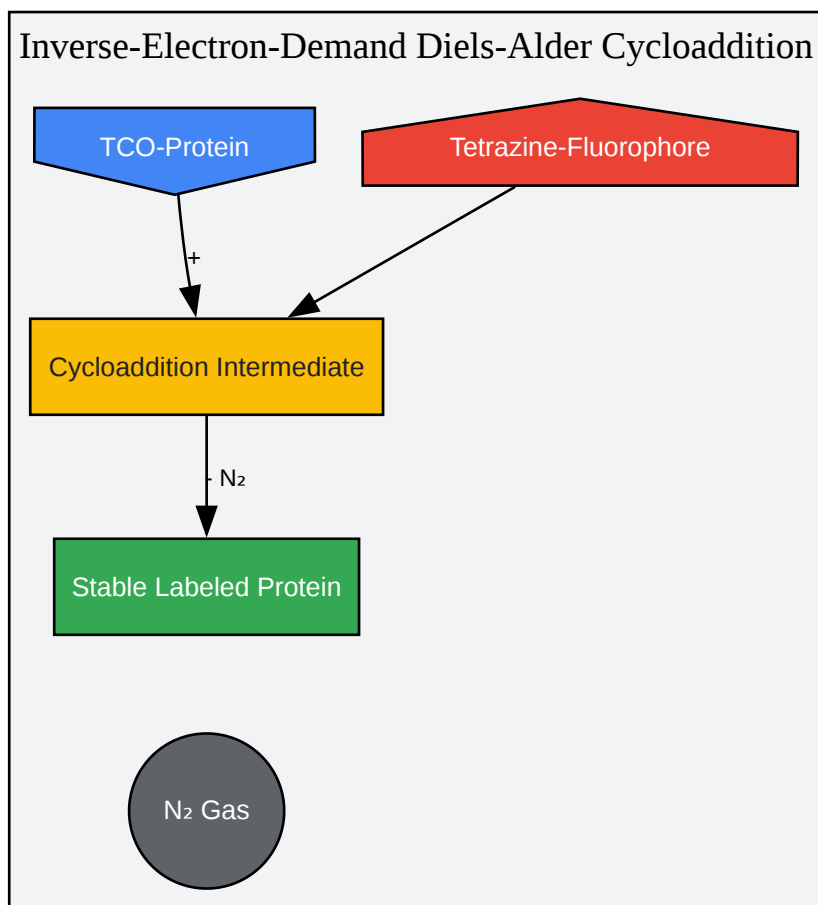 Inverse-Electron-Demand Diels-Alder Cycloaddition
TCO-Protein
Tetrazine-Fluorophore
+
Cycloaddition Intermediate
- N₂
Stable Labeled Protein
N₂ Gas